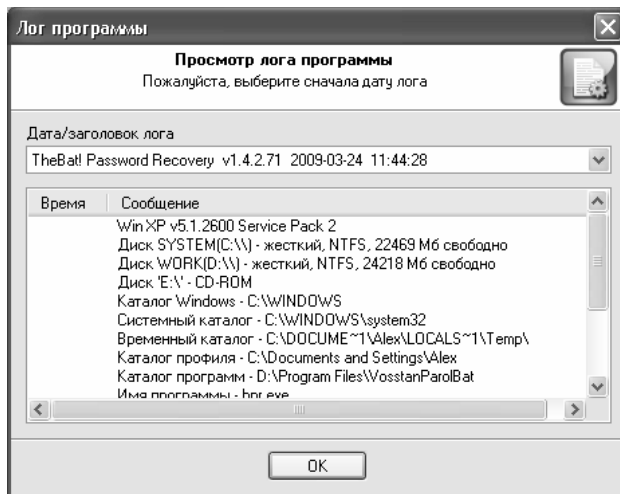 Лог программы
Просмотр лога программы
Пожалуйста, выберите сначала дату лога
Дата/заголовок лога
TheBat! Password Recovery v1.4.2.71 2009-03-24 11:44:28
Время Сообщение
Win XP v5.1.2600 Service Pack 2
Диск SYSTEM(C:\\) - жесткий, NTFS, 22469 Мб свободно
Диск WORK(D:\\) - жесткий, NTFS, 24218 Мб свободно
Диск 'E:\' - CD-ROM
Каталог Windows - C:\WINDOWS
Системный каталог - C:\WINDOWS\system32
Временный каталог - C:\DOCUME~1\Alex\LOCALS~1\Temp\
Каталог профиля - C:\Documents and Settings\Alex
Каталог программ - D:\Program Files\VosstanParolBat
Имя программы - bpr.exe
OK